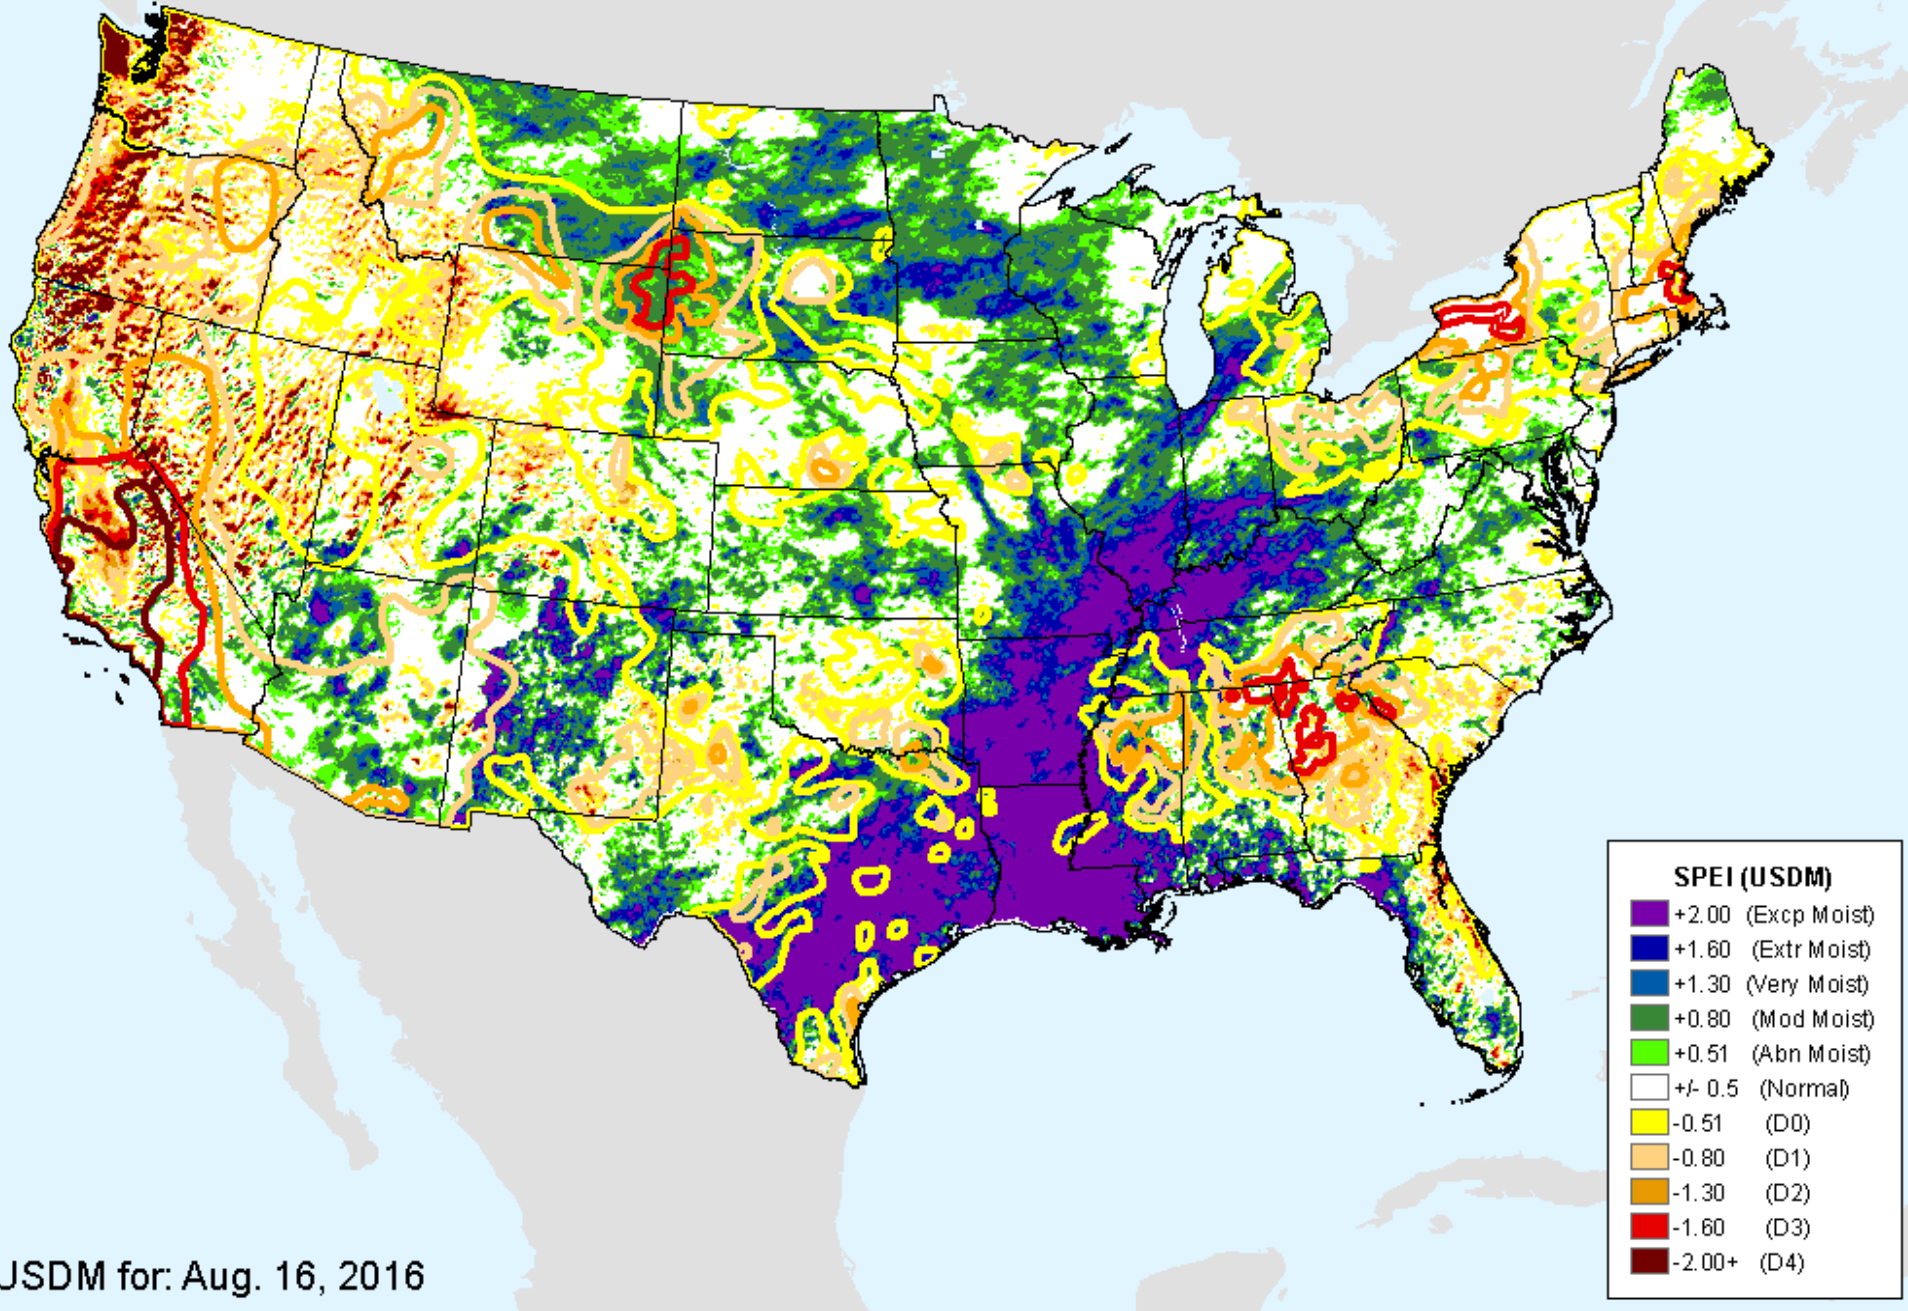 SPEI (USDM)
+2.00 (Excp Moist)
+1.60 (Extr Moist)
+1.30 (Very Moist)
+0.80 (Mod Moist)
+0.51 (Abn Moist)
+/- 0.5 (Normal)
-0.51 (D0)
-0.80 (D1)
-1.30 (D2)
-1.60 (D3)
-2.00+ (D4)
USDM for: Aug. 16, 2016